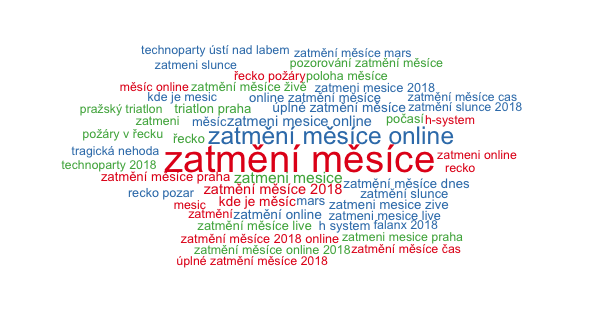 technoparty ústí nad labem zatmění měsíce mars
zatmeni slunce pozorování zatmění měsíce
řecko požáry poloha měsíce
měsíc online zatmění měsíce živě zatmeni mesice 2018
kde je mesic online zatmění měsíce zatmění měsíce cas
pražský triatlon triatlon praha úplné zatmění měsíce zatmění slunce 2018
zatmeni měsíc zatmeni mesice online počasí h-system
požáry v řecku řecko zatmění měsíce online
tragická nehoda zatmění měsíce zatmeni online
technoparty 2018 recko
zatmění měsíce praha zatmeni mesice zatmění měsíce dnes
recko pozar zatmění měsíce 2018 zatmění slunce
mesic kde je měsíc mars zatmeni mesice zive
zatmění zatmění online zatmeni mesice live
zatmění měsíce live h system falanx 2018
zatmění měsíce 2018 online zatmeni mesice praha
zatmění měsíce online 2018 zatmění měsíce čas
úplné zatmění měsíce 2018